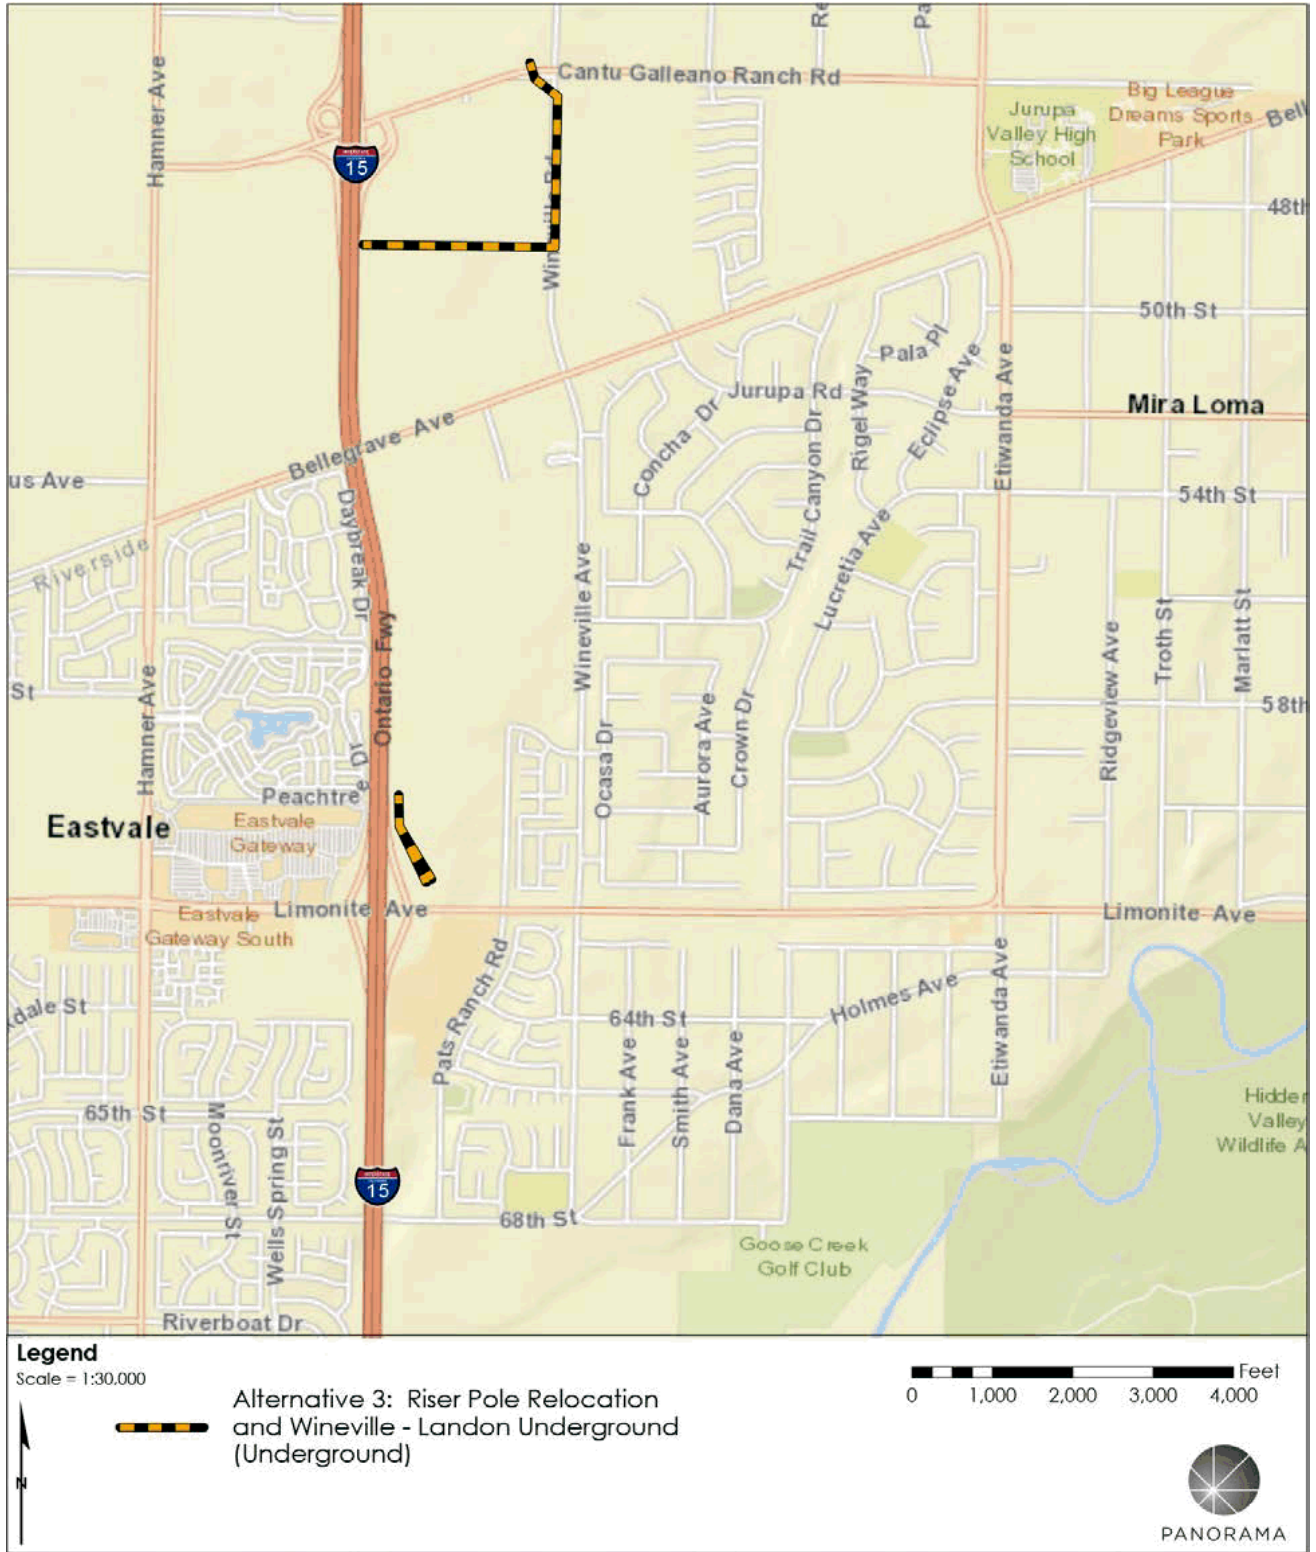 Hamner Ave
Cantu Galleano Ranch Rd
Big League
Dreams Sports
Park
Jurupa
Valley High
School
INTERSTATE
15
48th
50th St
Pala Pl
Jurupa Rd
Mira Loma
Etiwanda Ave
Eclipse Ave
Rigel Way
Concha Dr
Trail Canyon Dr
Bellegrave Ave
us Ave
54th St
Daybreak Dr
Riverside
Lucretia Ave
Wineville Ave
Ontario Fwy
Ridgeview Ave
Troth St
Marlatt St
St
58th
Hamner Ave
Ocasa Dr
Aurora Ave
Crown Dr
Peachtre
e Dr
Eastvale
Eastvale
Gateway
Limonite Ave
Limonite Ave
Eastvale
Gateway South
Pats Ranch Rd
dale St
64th St
Holmes Ave
Etiwanda Ave
Frank Ave
Smith Ave
Dana Ave
65th St
Moonriver St
Wells Spring St
Hidden
Valley
Wildlife A
INTERSTATE
15
68th St
Goose Creek
Golf Club
Riverboat Dr
Legend
Scale = 1:30,000
N
Alternative 3: Riser Pole Relocation
and Wineville - Landon Underground
(Underground)
Feet
0 1,000 2,000 3,000 4,000
PANORAMA